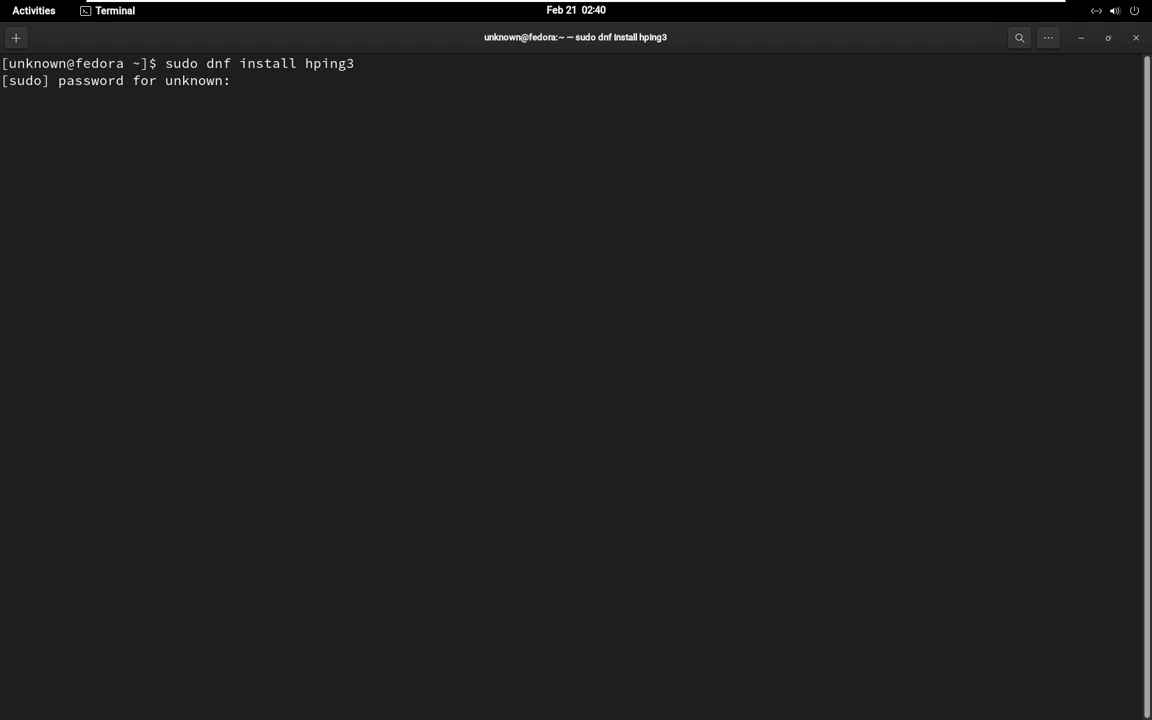 Activities
Terminal
Feb 21 02:40
unknown@fedora:~ — sudo dnf install hping3
[unknown@fedora ~]$ sudo dnf install hping3
[sudo] password for unknown: